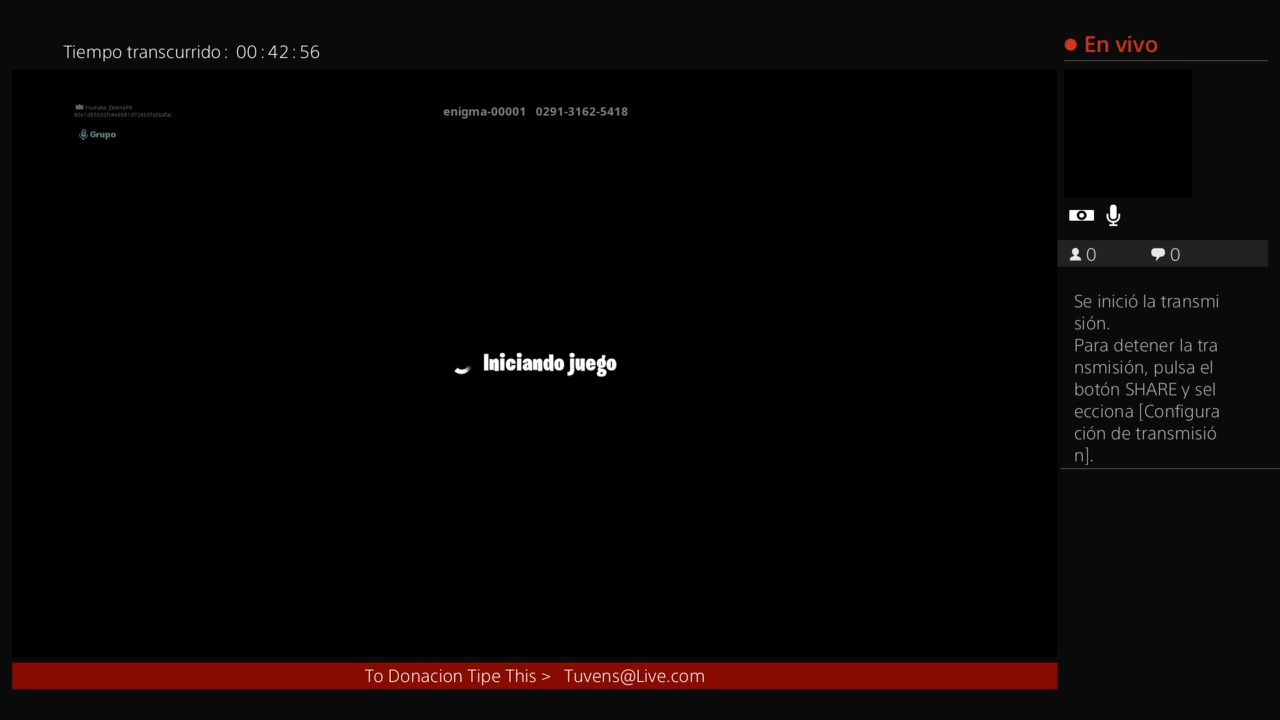 Tiempo transcurrido : 00 : 42 : 56
En vivo
enigma-00001 0291-3162-5418
Grupo
0 0
Iniciando juego
Se inició la transmi
sión.
Para detener la tra
nsmisión, pulsa el
botón SHARE y sel
ecciona [Configura
ción de transmisió
n].
To Donacion Tipe This > Tuvens@Live.com